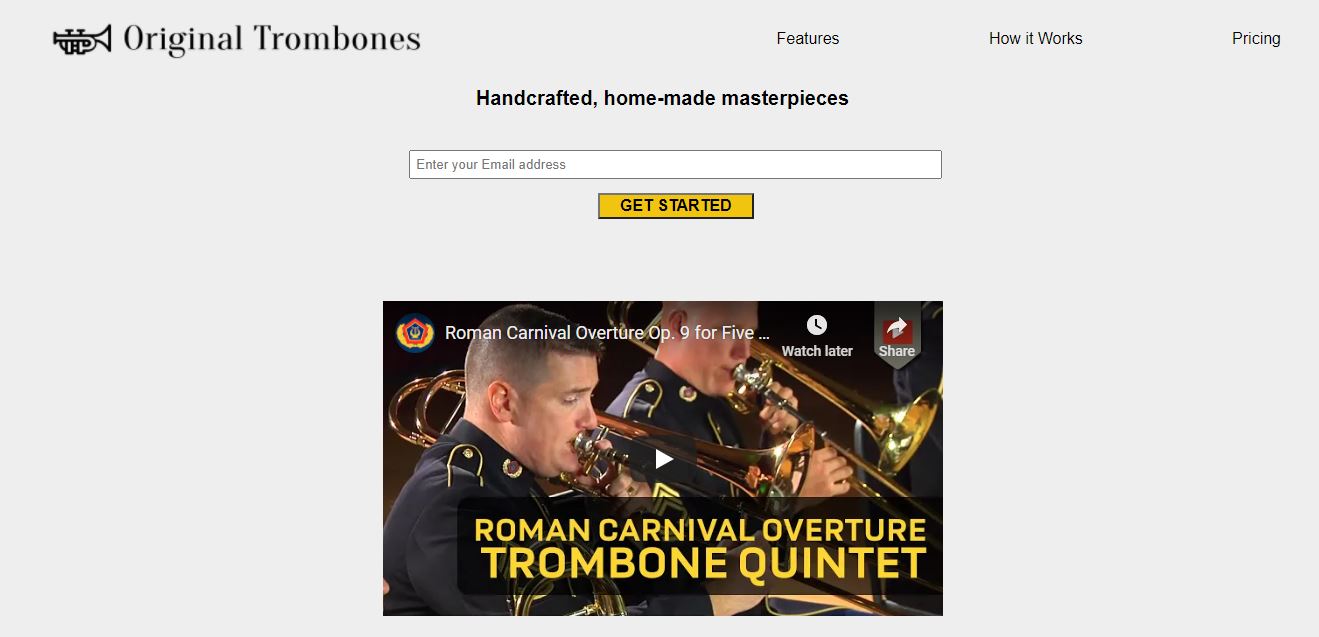 Original Trombones
Features
How it Works
Pricing
Handcrafted, home-made masterpieces
Enter your Email address
GET STARTED
Roman Carnival Overture Op. 9 for Five ...
Watch later
Share
ROMAN CARNIVAL OVERTURE
TROMBONE QUINTET